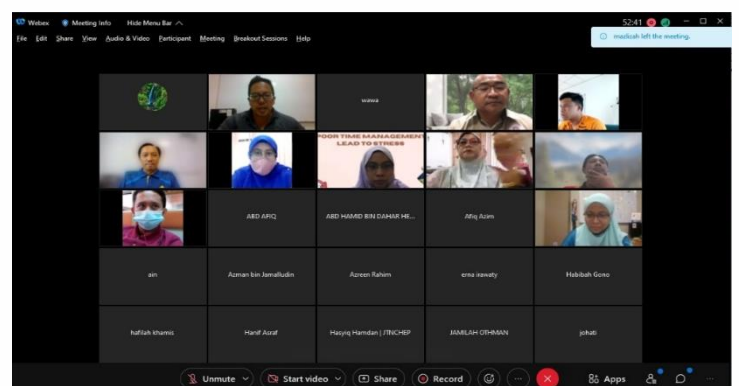 Webex Meeting Info Hide Menu Bar 52:41
File Edit Share View Audio & Video Participant Meeting Breakout Sessions Help
madicah left the meeting.
wawa
POOR TIME MANAGEMENT
LEAD TO STRESS
ABD AFIQ
ABD HAMID BIN DAHAR HE...
Afiq Azim
ain
Azman bin Jamalludin
Azreen Rahim
erna irawaty
Habibah Gono
hafilah khamis
Hanif Asraf
Hasyiq Hamdan | JTNCHEP
JAMILAH OTHMAN
johati
Unmute Start video Share Record Apps